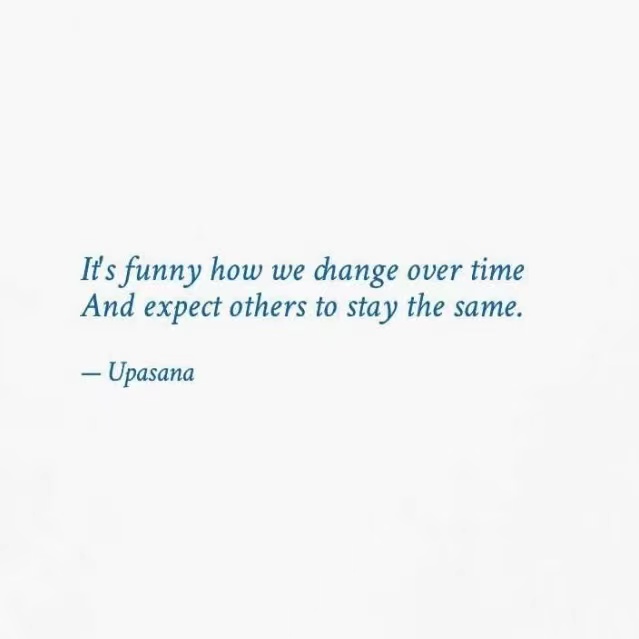 It's funny how we change over time
And expect others to stay the same.
— Upasana